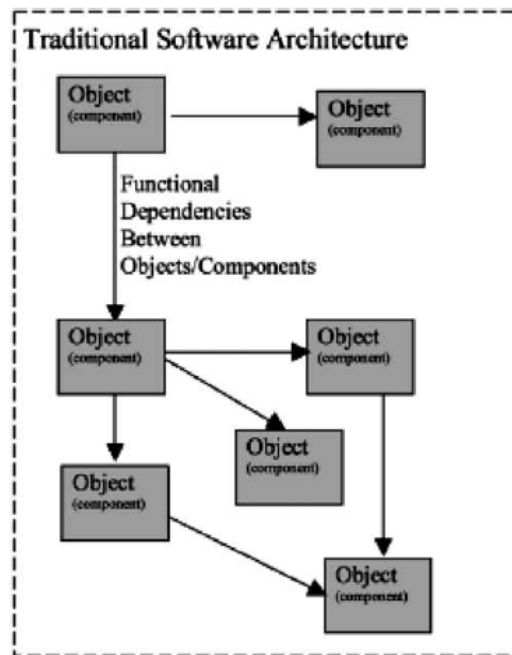 Traditional Software Architecture
Object
(component)
Object
(component)
Functional
Dependencies
Between
Objects/Components
Object
(component)
Object
(component)
Object
(component)
Object
(component)
Object
(component)